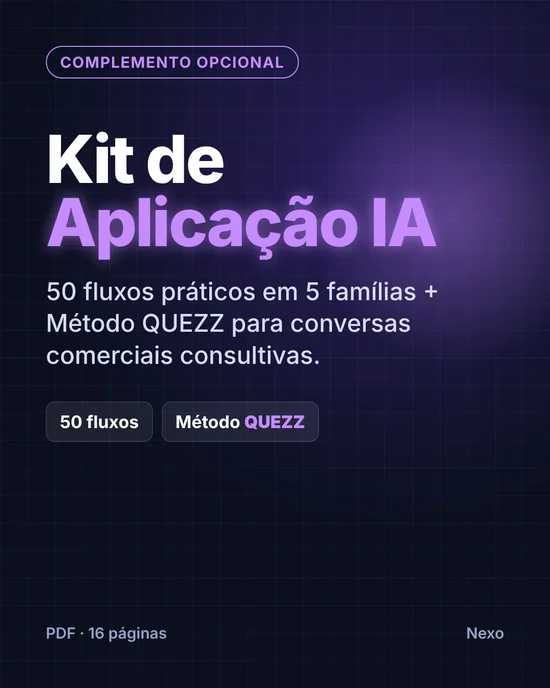 COMPLEMENTO OPCIONAL
Kit de
Aplicação IA
50 fluxos práticos em 5 famílias +
Método QUEZZ para conversas
comerciais consultivas.
50 fluxos
Método QUEZZ
PDF · 16 páginas
Nexo